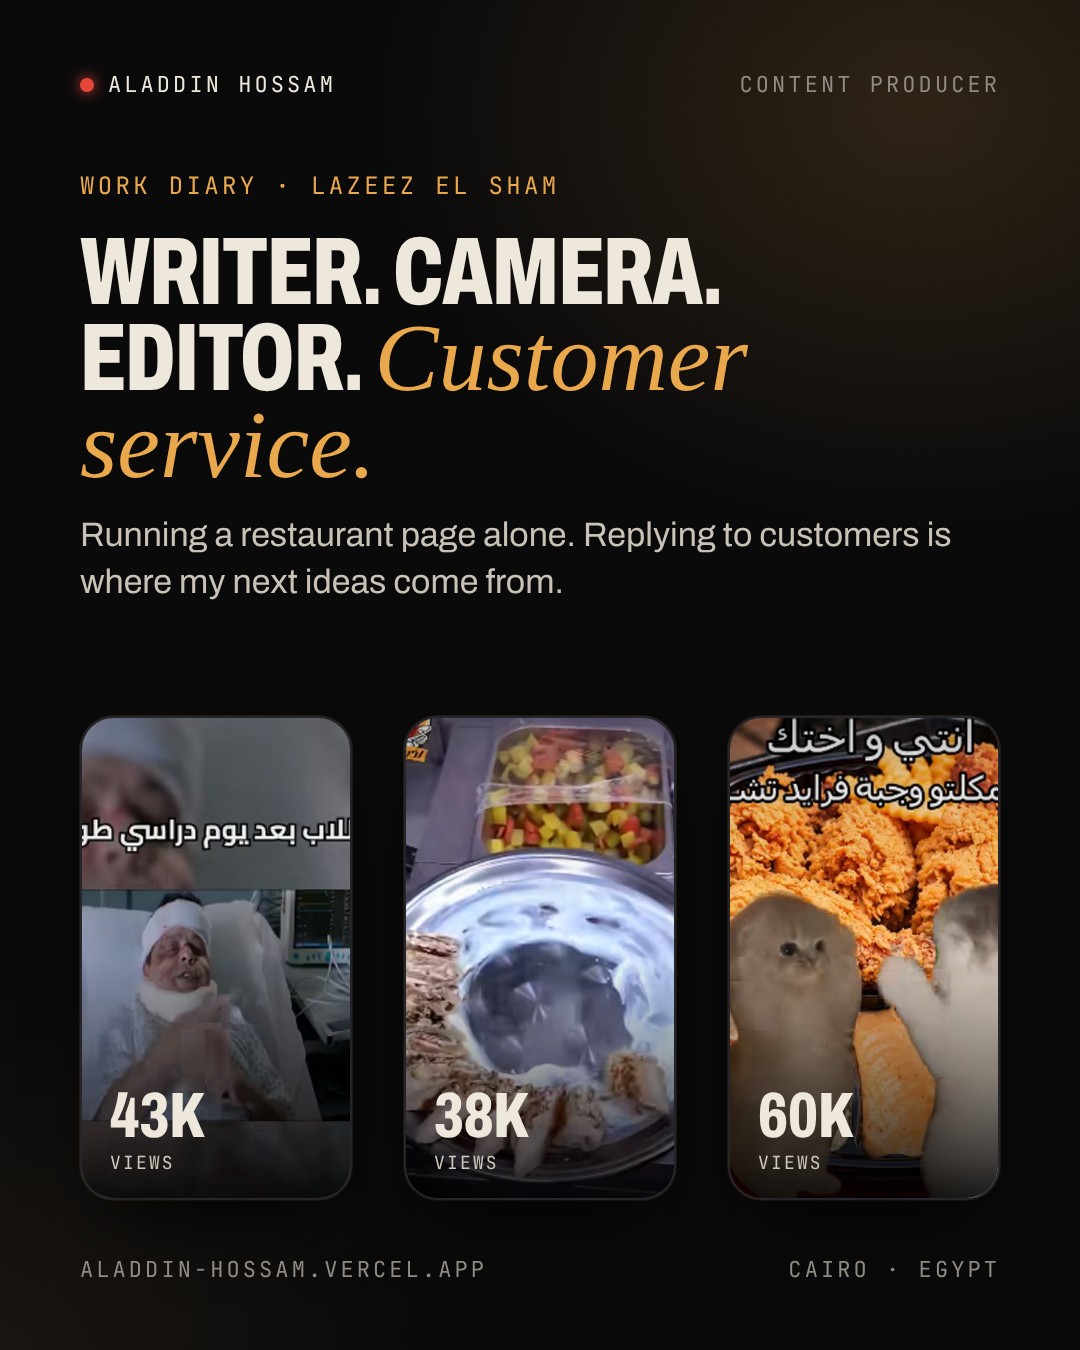 ALADDIN HOSSAM
CONTENT PRODUCER
WORK DIARY · LAZEEZ EL SHAM
WRITER. CAMERA.
EDITOR. Customer
service.
Running a restaurant page alone. Replying to customers is
where my next ideas come from.
بعد يوم دراسي
43K
VIEWS
38K
VIEWS
انتي و اختك
وجبة فرايد
60K
VIEWS
ALADDIN-HOSSAM.VERCEL.APP
CAIRO · EGYPT